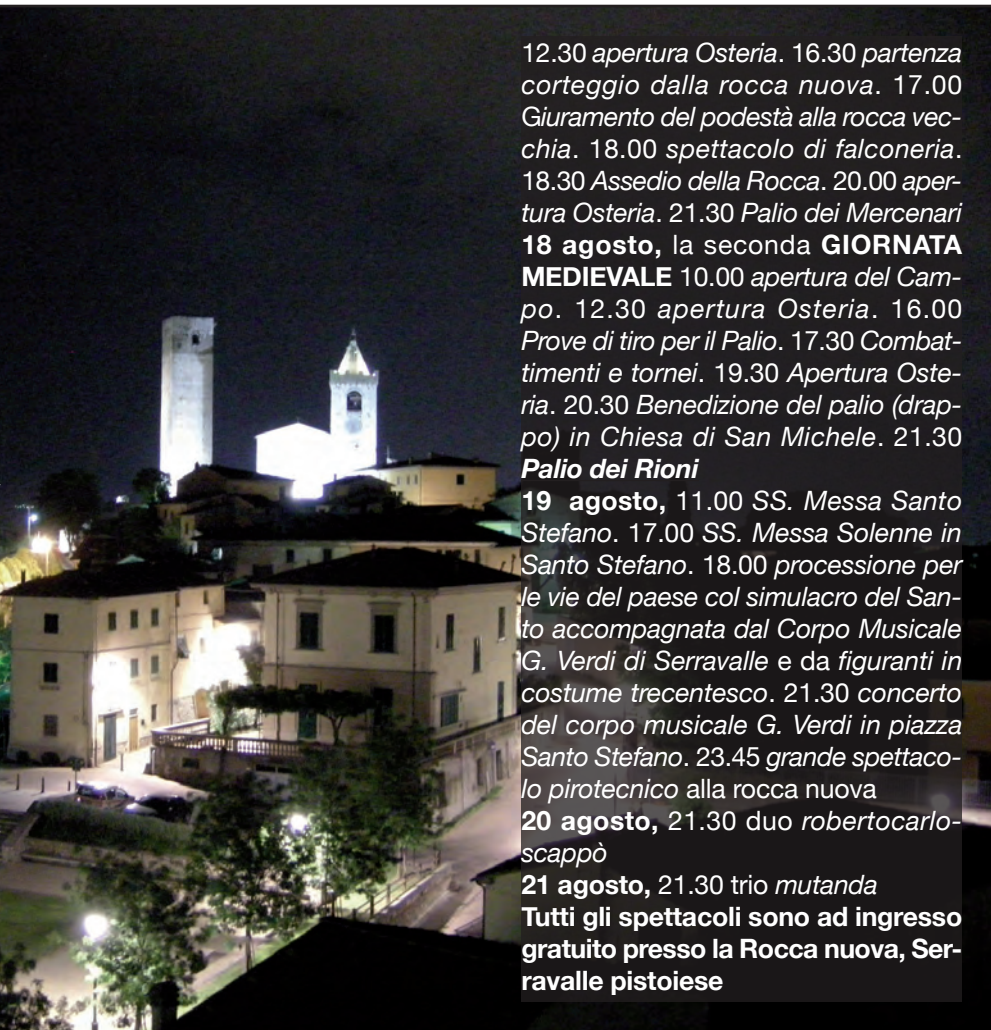 12.30 apertura Osteria. 16.30 partenza
corteggio dalla rocca nuova. 17.00
Giuramento del podestà alla rocca vec-
chia. 18.00 spettacolo di falconeria.
18.30 Assedio della Rocca. 20.00 aper-
tura Osteria. 21.30 Palio dei Mercenari
18 agosto, la seconda GIORNATA
MEDIEVALE 10.00 apertura del Cam-
po. 12.30 apertura Osteria. 16.00
Prove di tiro per il Palio. 17.30 Combat-
timenti e tornei. 19.30 Apertura Oste-
ria. 20.30 Benedizione del palio (drap-
po) in Chiesa di San Michele. 21.30
Palio dei Rioni
19 agosto, 11.00 SS. Messa Santo
Stefano. 17.00 SS. Messa Solenne in
Santo Stefano. 18.00 processione per
le vie del paese col simulacro del San-
to accompagnata dal Corpo Musicale
G. Verdi di Serravalle e da figuranti in
costume trecentesco. 21.30 concerto
del corpo musicale G. Verdi in piazza
Santo Stefano. 23.45 grande spettaco-
lo pirotecnico alla rocca nuova
20 agosto, 21.30 duo robertocarlo-
scappò
21 agosto, 21.30 trio mutanda
Tutti gli spettacoli sono ad ingresso
gratuito presso la Rocca nuova, Ser-
ravalle pistoiese